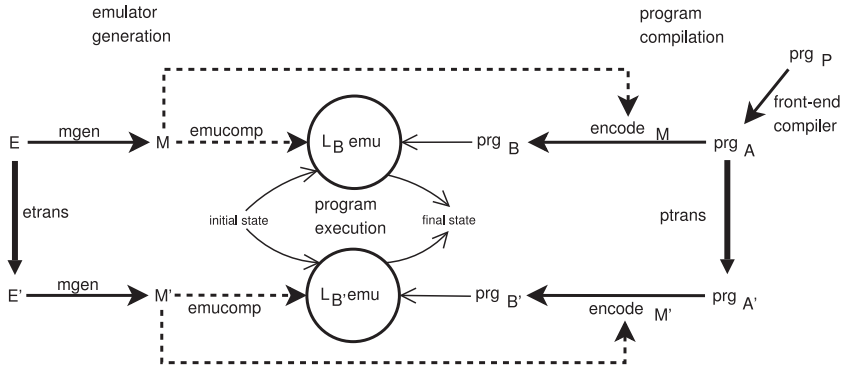 emulator generation
program compilation
prg P
front-end compiler
E mgen M emucomp L B emu prg B encode M prg A
etrans
initial state
program execution
final state
ptrans
E' mgen M' emucomp L B' emu prg B' encode M' prg A'